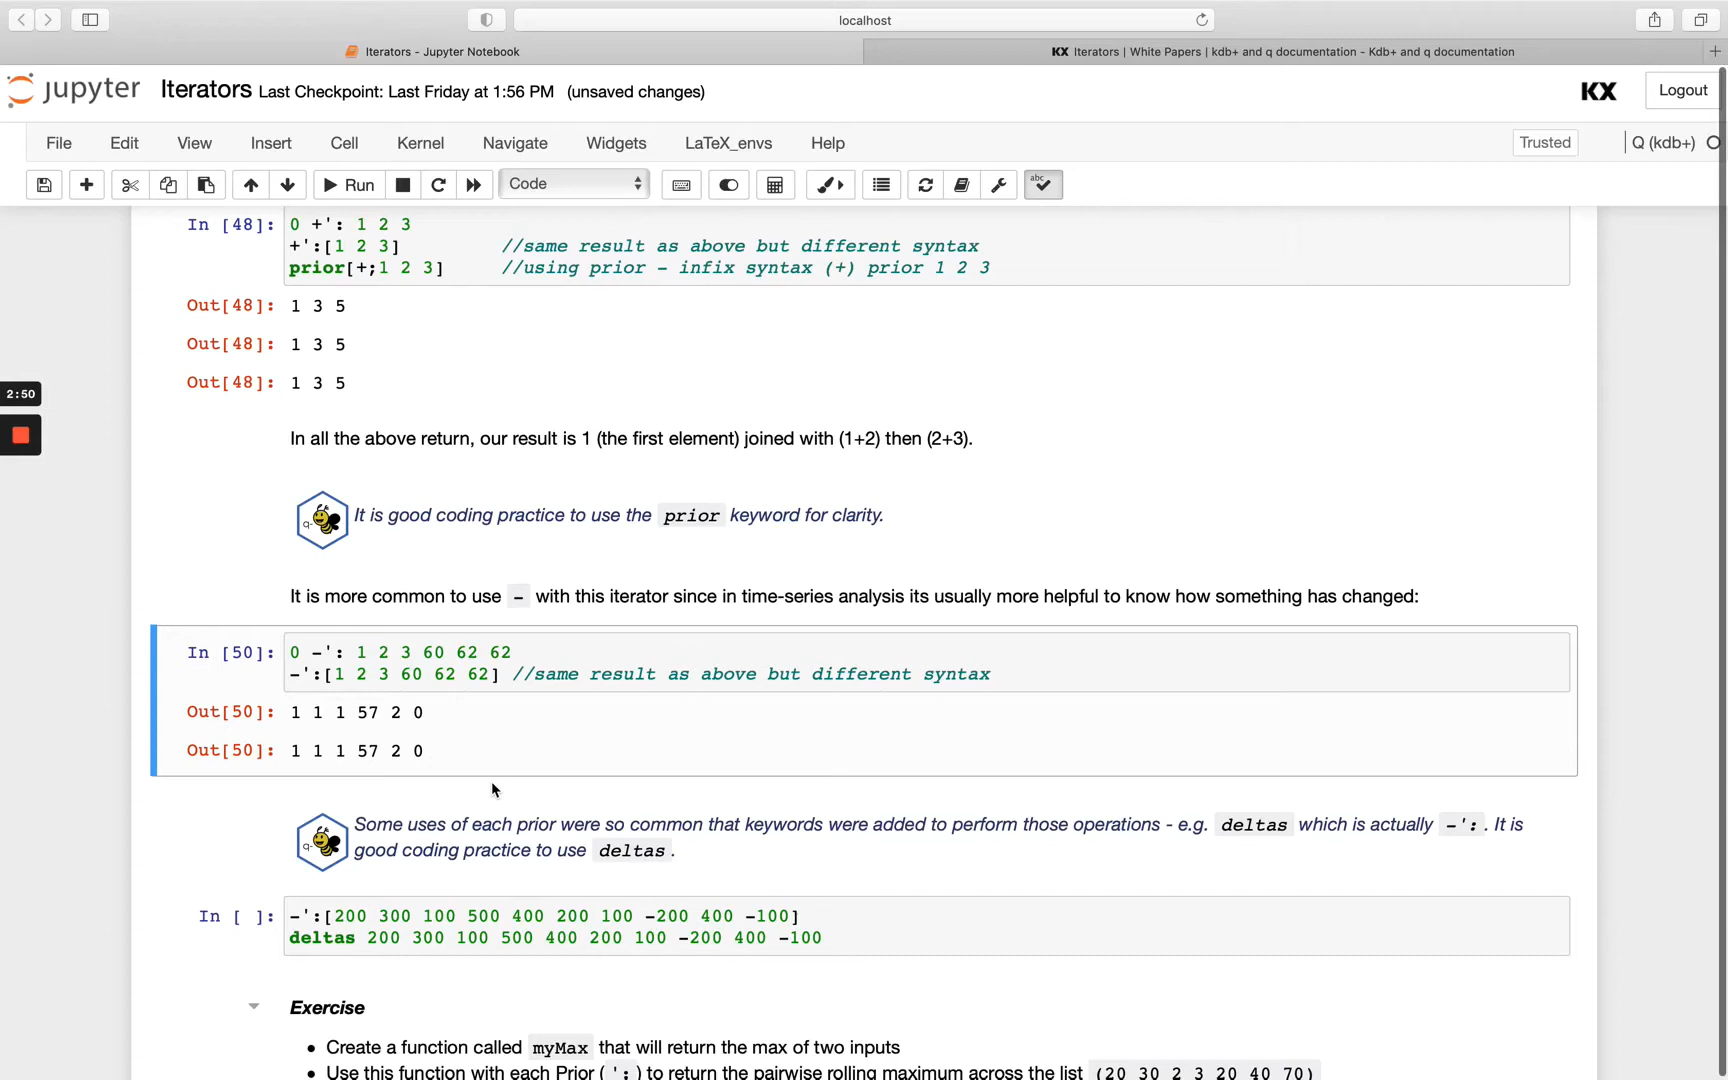 localhost
Iterators - Jupyter Notebook
KX Iterators | White Papers | kdb+ and q documentation - Kdb+ and q documentation
jupyter Iterators Last Checkpoint: Last Friday at 1:56 PM (unsaved changes)
KX
Logout
File Edit View Insert Cell Kernel Navigate Widgets LaTeX_envs Help
Trusted
Q (kdb+)
Run
Code
abc
In [48]: 0 +': 1 2 3
+':[1 2 3] //same result as above but different syntax
prior[+;1 2 3] //using prior - infix syntax (+) prior 1 2 3
Out[48]: 1 3 5
Out[48]: 1 3 5
Out[48]: 1 3 5
2:50
In all the above return, our result is 1 (the first element) joined with (1+2) then (2+3).
q-
It is good coding practice to use the prior keyword for clarity.
It is more common to use - with this iterator since in time-series analysis its usually more helpful to know how something has changed:
In [50]: 0 -': 1 2 3 60 62 62
-':[1 2 3 60 62 62] //same result as above but different syntax
Out[50]: 1 1 1 57 2 0
Out[50]: 1 1 1 57 2 0
q-
Some uses of each prior were so common that keywords were added to perform those operations - e.g. deltas which is actually -': . It is
good coding practice to use deltas .
In [ ]: -':[200 300 100 500 400 200 100 -200 400 -100]
deltas 200 300 100 500 400 200 100 -200 400 -100
Exercise
• Create a function called myMax that will return the max of two inputs
• Use this function with each Prior ( ': ) to return the pairwise rolling maximum across the list (20 30 2 3 20 40 70)